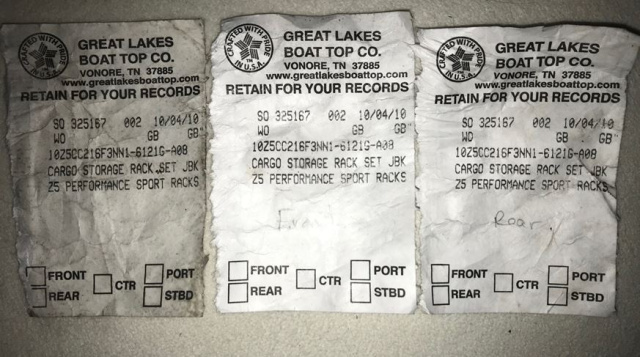 CRAFTED WITH PRIDE
IN U.S.A.
GREAT LAKES
BOAT TOP CO.
VONORE, TN 37885
www.greatlakesboattop.com
RETAIN FOR YOUR RECORDS
SO 325167 002 10/04/10
WO GB GB
10Z5CC216F3NN1-6121G-A08
CARGO STORAGE RACK SET JBK
Z5 PERFORMANCE SPORT RACKS
FRONT
REAR
CTR
PORT
STBD
CRAFTED WITH PRIDE
IN U.S.A.
GREAT LAKES
BOAT TOP CO.
VONORE, TN 37885
www.greatlakesboattop.com
RETAIN FOR YOUR RECORDS
SO 325167 002 10/04/10
WO GB GB
10Z5CC216F3NN1-6121G-A08
CARGO STORAGE RACK SET JBK
Z5 PERFORMANCE SPORT RACKS
FRONT
REAR
CTR
PORT
STBD
CRAFTED WITH PRIDE
IN U.S.A.
GREAT LAKES
BOAT TOP CO.
VONORE, TN 37885
www.greatlakesboattop.com
RETAIN FOR YOUR RECORDS
SO 325167 002 10/04/10
WO GB GB
10Z5CC216F3NN1-6121G-A08
CARGO STORAGE RACK SET JBK
Z5 PERFORMANCE SPORT RACKS
Rear
FRONT
REAR
CTR
PORT
STBD